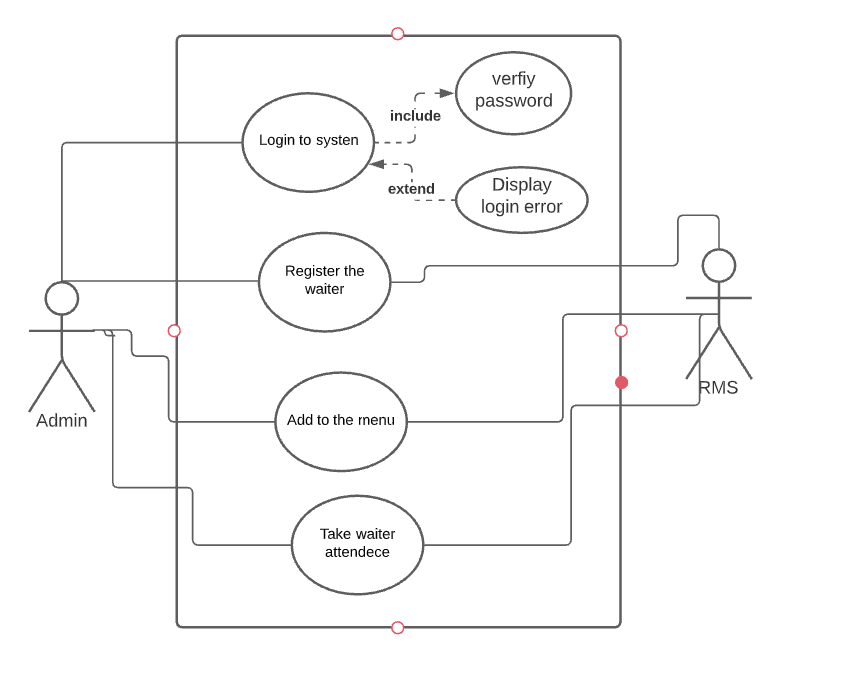 verfiy
password
include
Login to systen
extend
Display
login error
Register the
waiter
RMS
Admin
Add to the menu
Take waiter
attendece